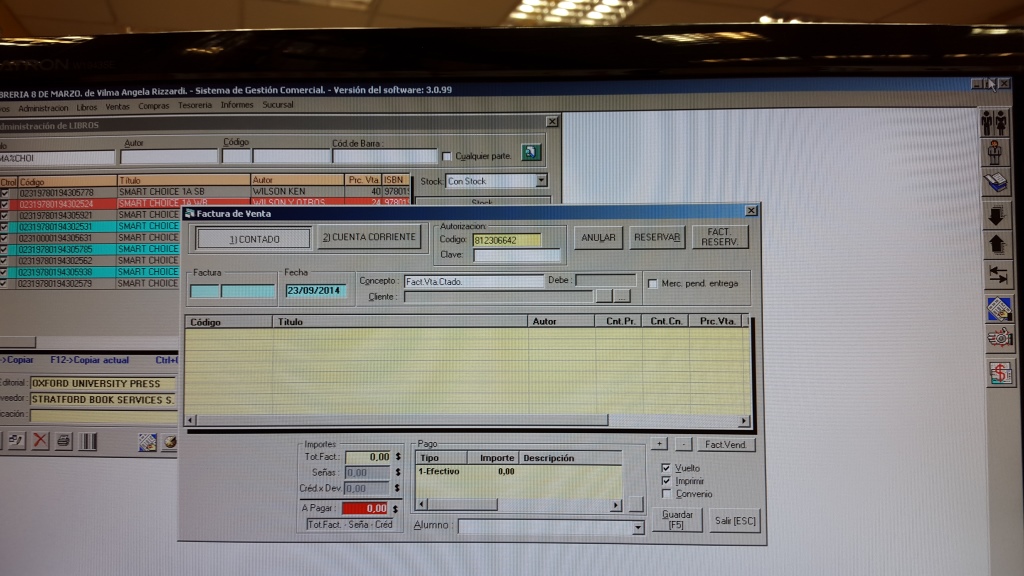 BRERIA 8 DE MARZO. de Vilma Angela Rizzardi. - Sistema de Gestión Comercial. - Versión del software: 3.0.99
Administracion Libros Ventas Compras Tesoreria Informes Sucursal
dministración de LIBROS
Autor Código Cód.de Barra:
Cualquier parte.
Ctrol Código Título Autor Prc. Vta. ISBN
Stock: Con Stock
02319780194305778 SMART CHOICE 1A SB WILSON KEN 40
02319780194302524 SMART CHOICE 1A WB WILSON Y OTROS 24
Stock
02319780194305921 SMART CHOICE
02319780194302531 SMART CHOICE
02310000194305631 SMART CHOICE
02319780194305785 SMART CHOICE
02319780194302562 SMART CHOICE
02319780194305938 SMART CHOICE
02319780194302579 SMART CHOICE
->Copiar F12->Copiar actual
ditorial: OXFORD UNIVERSITY PRESS
veedor: STRATFORD BOOK SERVICES S.
cación:
Factura de Venta
1) CONTADO
2) CUENTA CORRIENTE
Autorización:
Codigo: 812306642
Clave:
ANULAR
RESERVAR
FACT. RESERV.
Factura
Fecha
23/09/2014
Concepto: Fact.Vta.Ctado. Debe:
Cliente:
Merc. pend. entrega
Código Título Autor Cnt.Pr. Cnt.Cn. Prc.Vta.
Importes
Tot.Fact.: 0,00 $
Señas: 0,00 $
Créd.x Dev. 0,00 $
A Pagar: 0,00 $
Tot.Fact. - Seña - Créd
Pago
Tipo Importe Descripción
1-Efectivo 0,00
Alumno:
+ - Fact.Vend.
Vuelto
Imprimir
Convenio
Guardar [F5]
Salir [ESC]